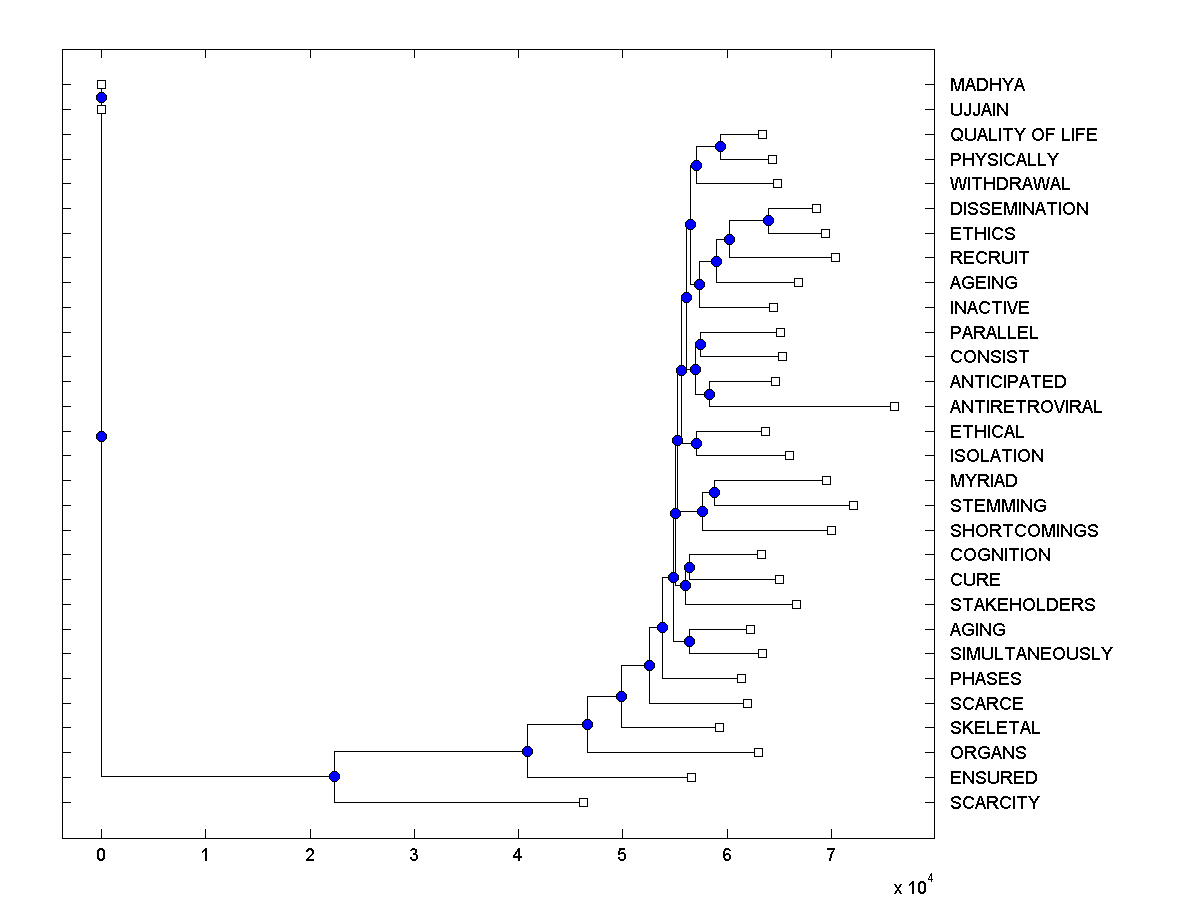 MADHYA
UJJAIN
QUALITY OF LIFE
PHYSICALLY
WITHDRAWAL
DISSEMINATION
ETHICS
RECRUIT
AGEING
INACTIVE
PARALLEL
CONSIST
ANTICIPATED
ANTIRETROVIRAL
ETHICAL
ISOLATION
MYRIAD
STEMMING
SHORTCOMINGS
COGNITION
CURE
STAKEHOLDERS
AGING
SIMULTANEOUSLY
PHASES
SCARCE
SKELETAL
ORGANS
ENSURED
SCARCITY
0 1 2 3 4 5 6 7
x 10^4